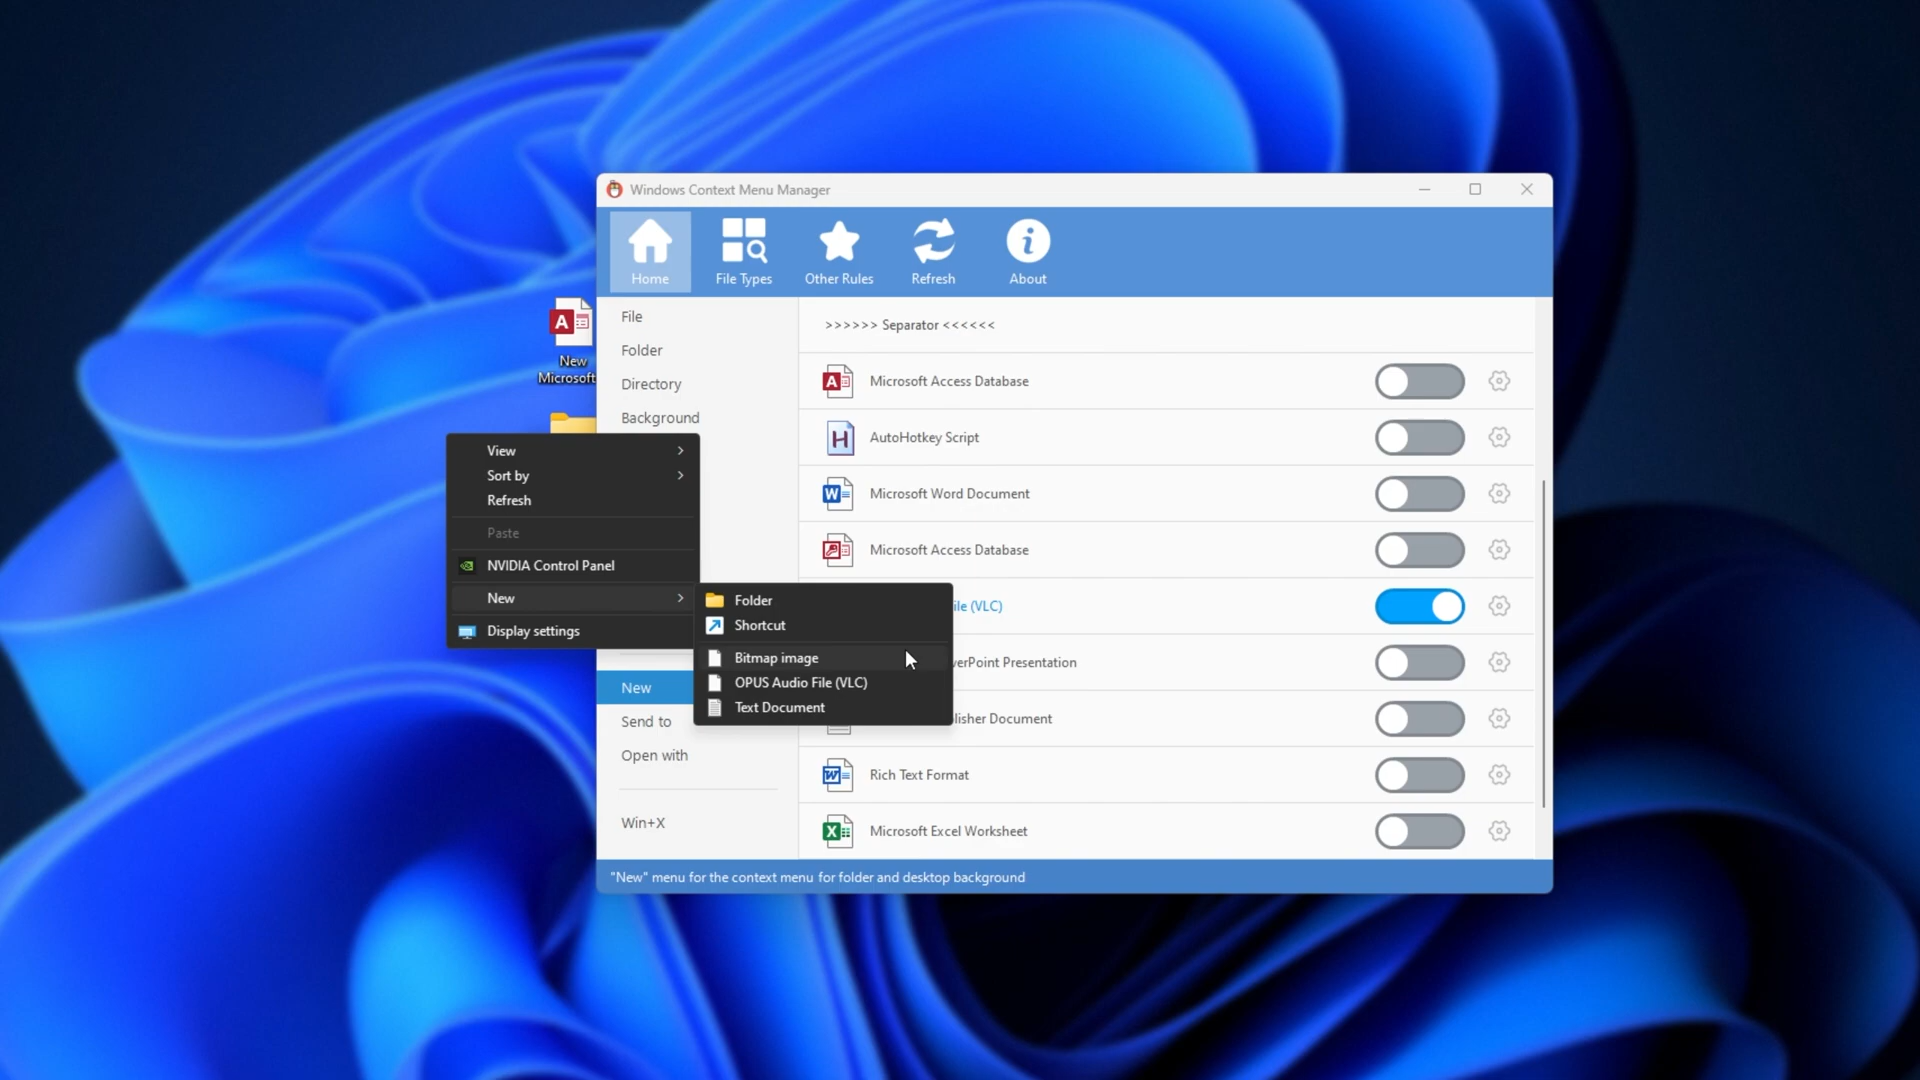 Windows Context Menu Manager
Home
File Types
Other Rules
Refresh
About
New
Microsoft
File
Folder
Directory
Background
View
Sort by
Refresh
Paste
NVIDIA Control Panel
New
Display settings
Folder
Shortcut
Bitmap image
OPUS Audio File (VLC)
Text Document
New
Send to
Open with
Win+X
>>>>>> Separator <<<<<<
Microsoft Access Database
AutoHotkey Script
Microsoft Word Document
Microsoft Access Database
ile (VLC)
verPoint Presentation
lisher Document
Rich Text Format
Microsoft Excel Worksheet
"New" menu for the context menu for folder and desktop background